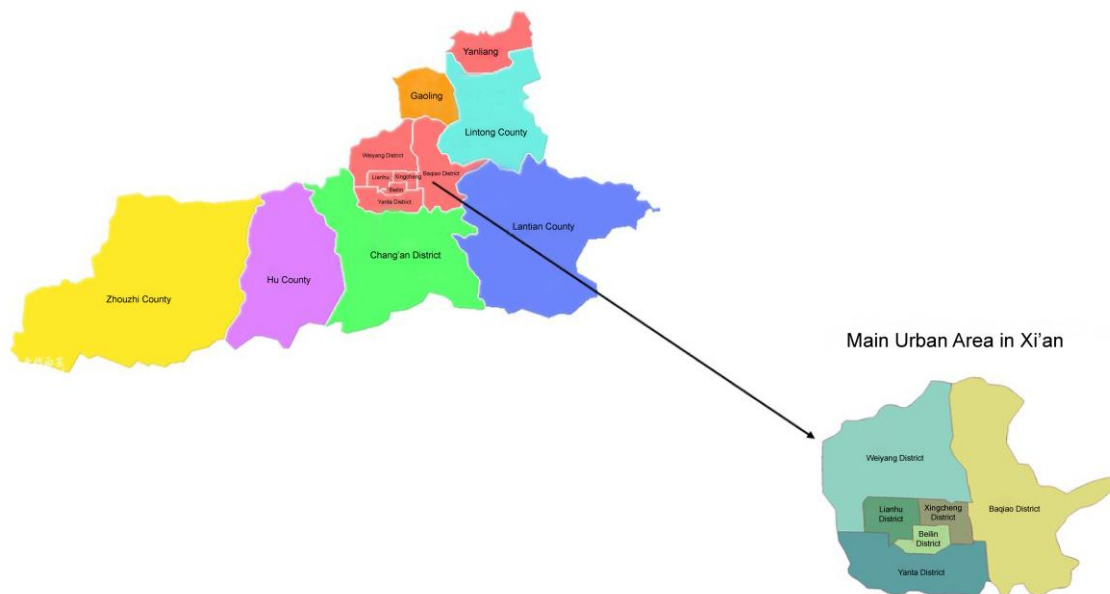 Yanliang
Gaoling
Lintong County
Weiyang District
Lianhu
Xingcheng
Baqiao District
Beilin
Yanta District
Lantian County
Chang'an District
Hu County
Zhouzhi County
Main Urban Area in Xi'an
Weiyang District
Lianhu
District
Xingcheng
District
Baqiao District
Beilin
District
Yanta District